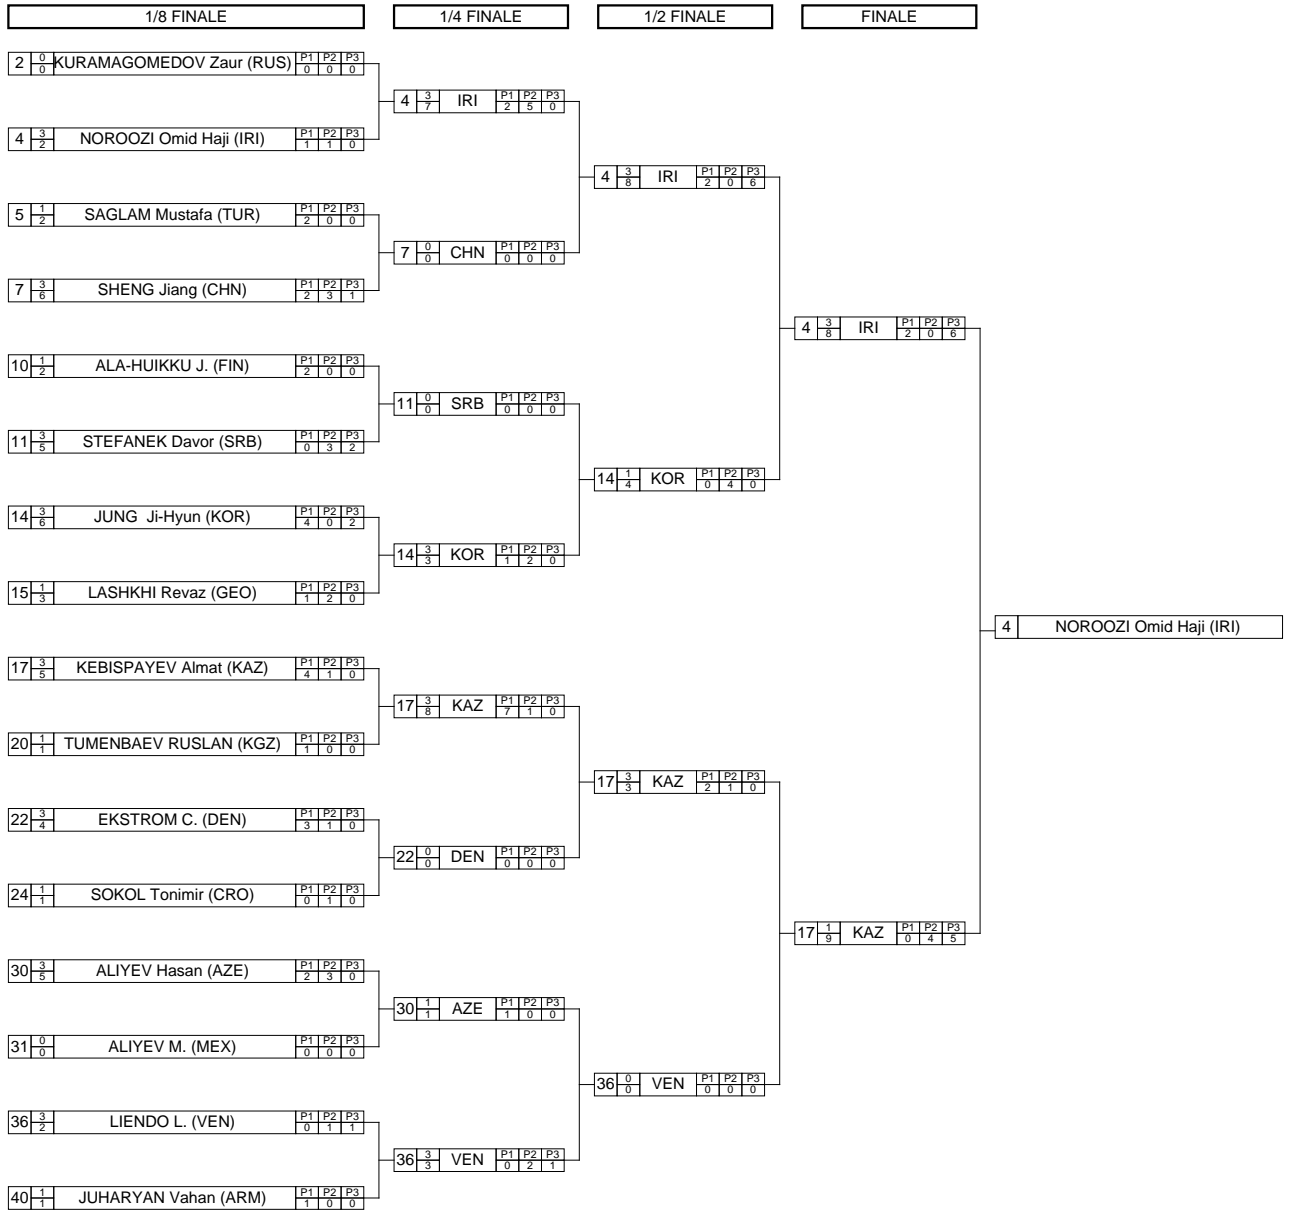 1/8 FINALE 1/4 FINALE 1/2 FINALE FINALE
2 0 0 KURAMAGOMEDOV Zaur (RUS) P1 P2 P3 0 0 0
4 3 7 IRI P1 P2 P3 2 5 0
4 3 2 NOROOZI Omid Haji (IRI) P1 P2 P3 1 1 0
4 3 8 IRI P1 P2 P3 2 0 6
5 1 2 SAGLAM Mustafa (TUR) P1 P2 P3 2 0 0
7 0 0 CHN P1 P2 P3 0 0 0
7 3 6 SHENG Jiang (CHN) P1 P2 P3 2 3 1
4 3 8 IRI P1 P2 P3 2 0 6
10 1 2 ALA-HUIKKU J. (FIN) P1 P2 P3 2 0 0
11 0 0 SRB P1 P2 P3 0 0 0
11 3 5 STEFANEK Davor (SRB) P1 P2 P3 0 3 2
14 1 4 KOR P1 P2 P3 0 4 0
14 3 6 JUNG Ji-Hyun (KOR) P1 P2 P3 4 0 2
14 3 3 KOR P1 P2 P3 1 2 0
15 1 3 LASHKHI Revaz (GEO) P1 P2 P3 1 2 0
4 NOROOZI Omid Haji (IRI)
17 3 5 KEBISPAYEV Almat (KAZ) P1 P2 P3 4 1 0
17 3 8 KAZ P1 P2 P3 7 1 0
20 1 1 TUMENBAEV RUSLAN (KGZ) P1 P2 P3 1 0 0
17 3 3 KAZ P1 P2 P3 2 1 0
22 3 4 EKSTROM C. (DEN) P1 P2 P3 3 1 0
22 0 0 DEN P1 P2 P3 0 0 0
24 1 1 SOKOL Tonimir (CRO) P1 P2 P3 0 1 0
17 1 9 KAZ P1 P2 P3 0 4 5
30 3 5 ALIYEV Hasan (AZE) P1 P2 P3 2 3 0
30 1 1 AZE P1 P2 P3 1 0 0
31 0 0 ALIYEV M. (MEX) P1 P2 P3 0 0 0
36 0 0 VEN P1 P2 P3 0 0 0
36 3 2 LIENDO L. (VEN) P1 P2 P3 0 1 1
36 3 3 VEN P1 P2 P3 0 2 1
40 1 1 JUHARYAN Vahan (ARM) P1 P2 P3 1 0 0